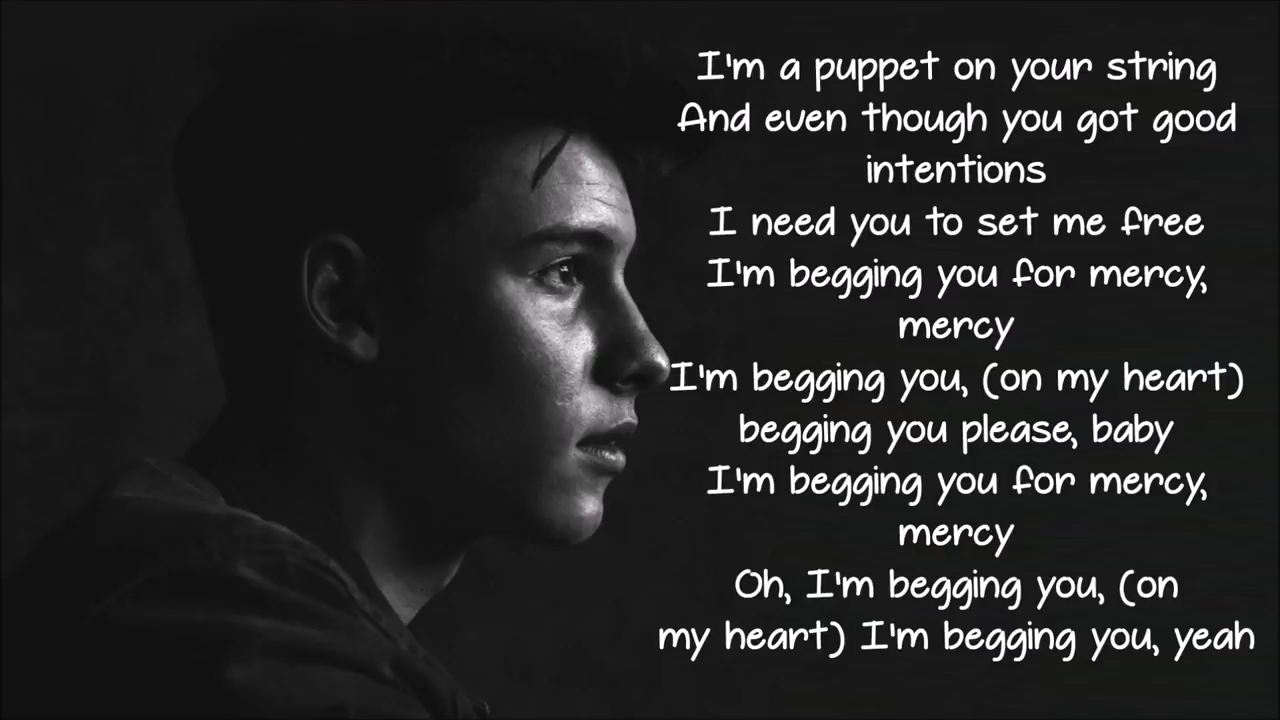 I'm a puppet on your string
And even though you got good
intentions
I need you to set me free
I'm begging you for mercy,
mercy
I'm begging you, (on my heart)
begging you please, baby
I'm begging you for mercy,
mercy
Oh, I'm begging you, (on
my heart) I'm begging you, yeah